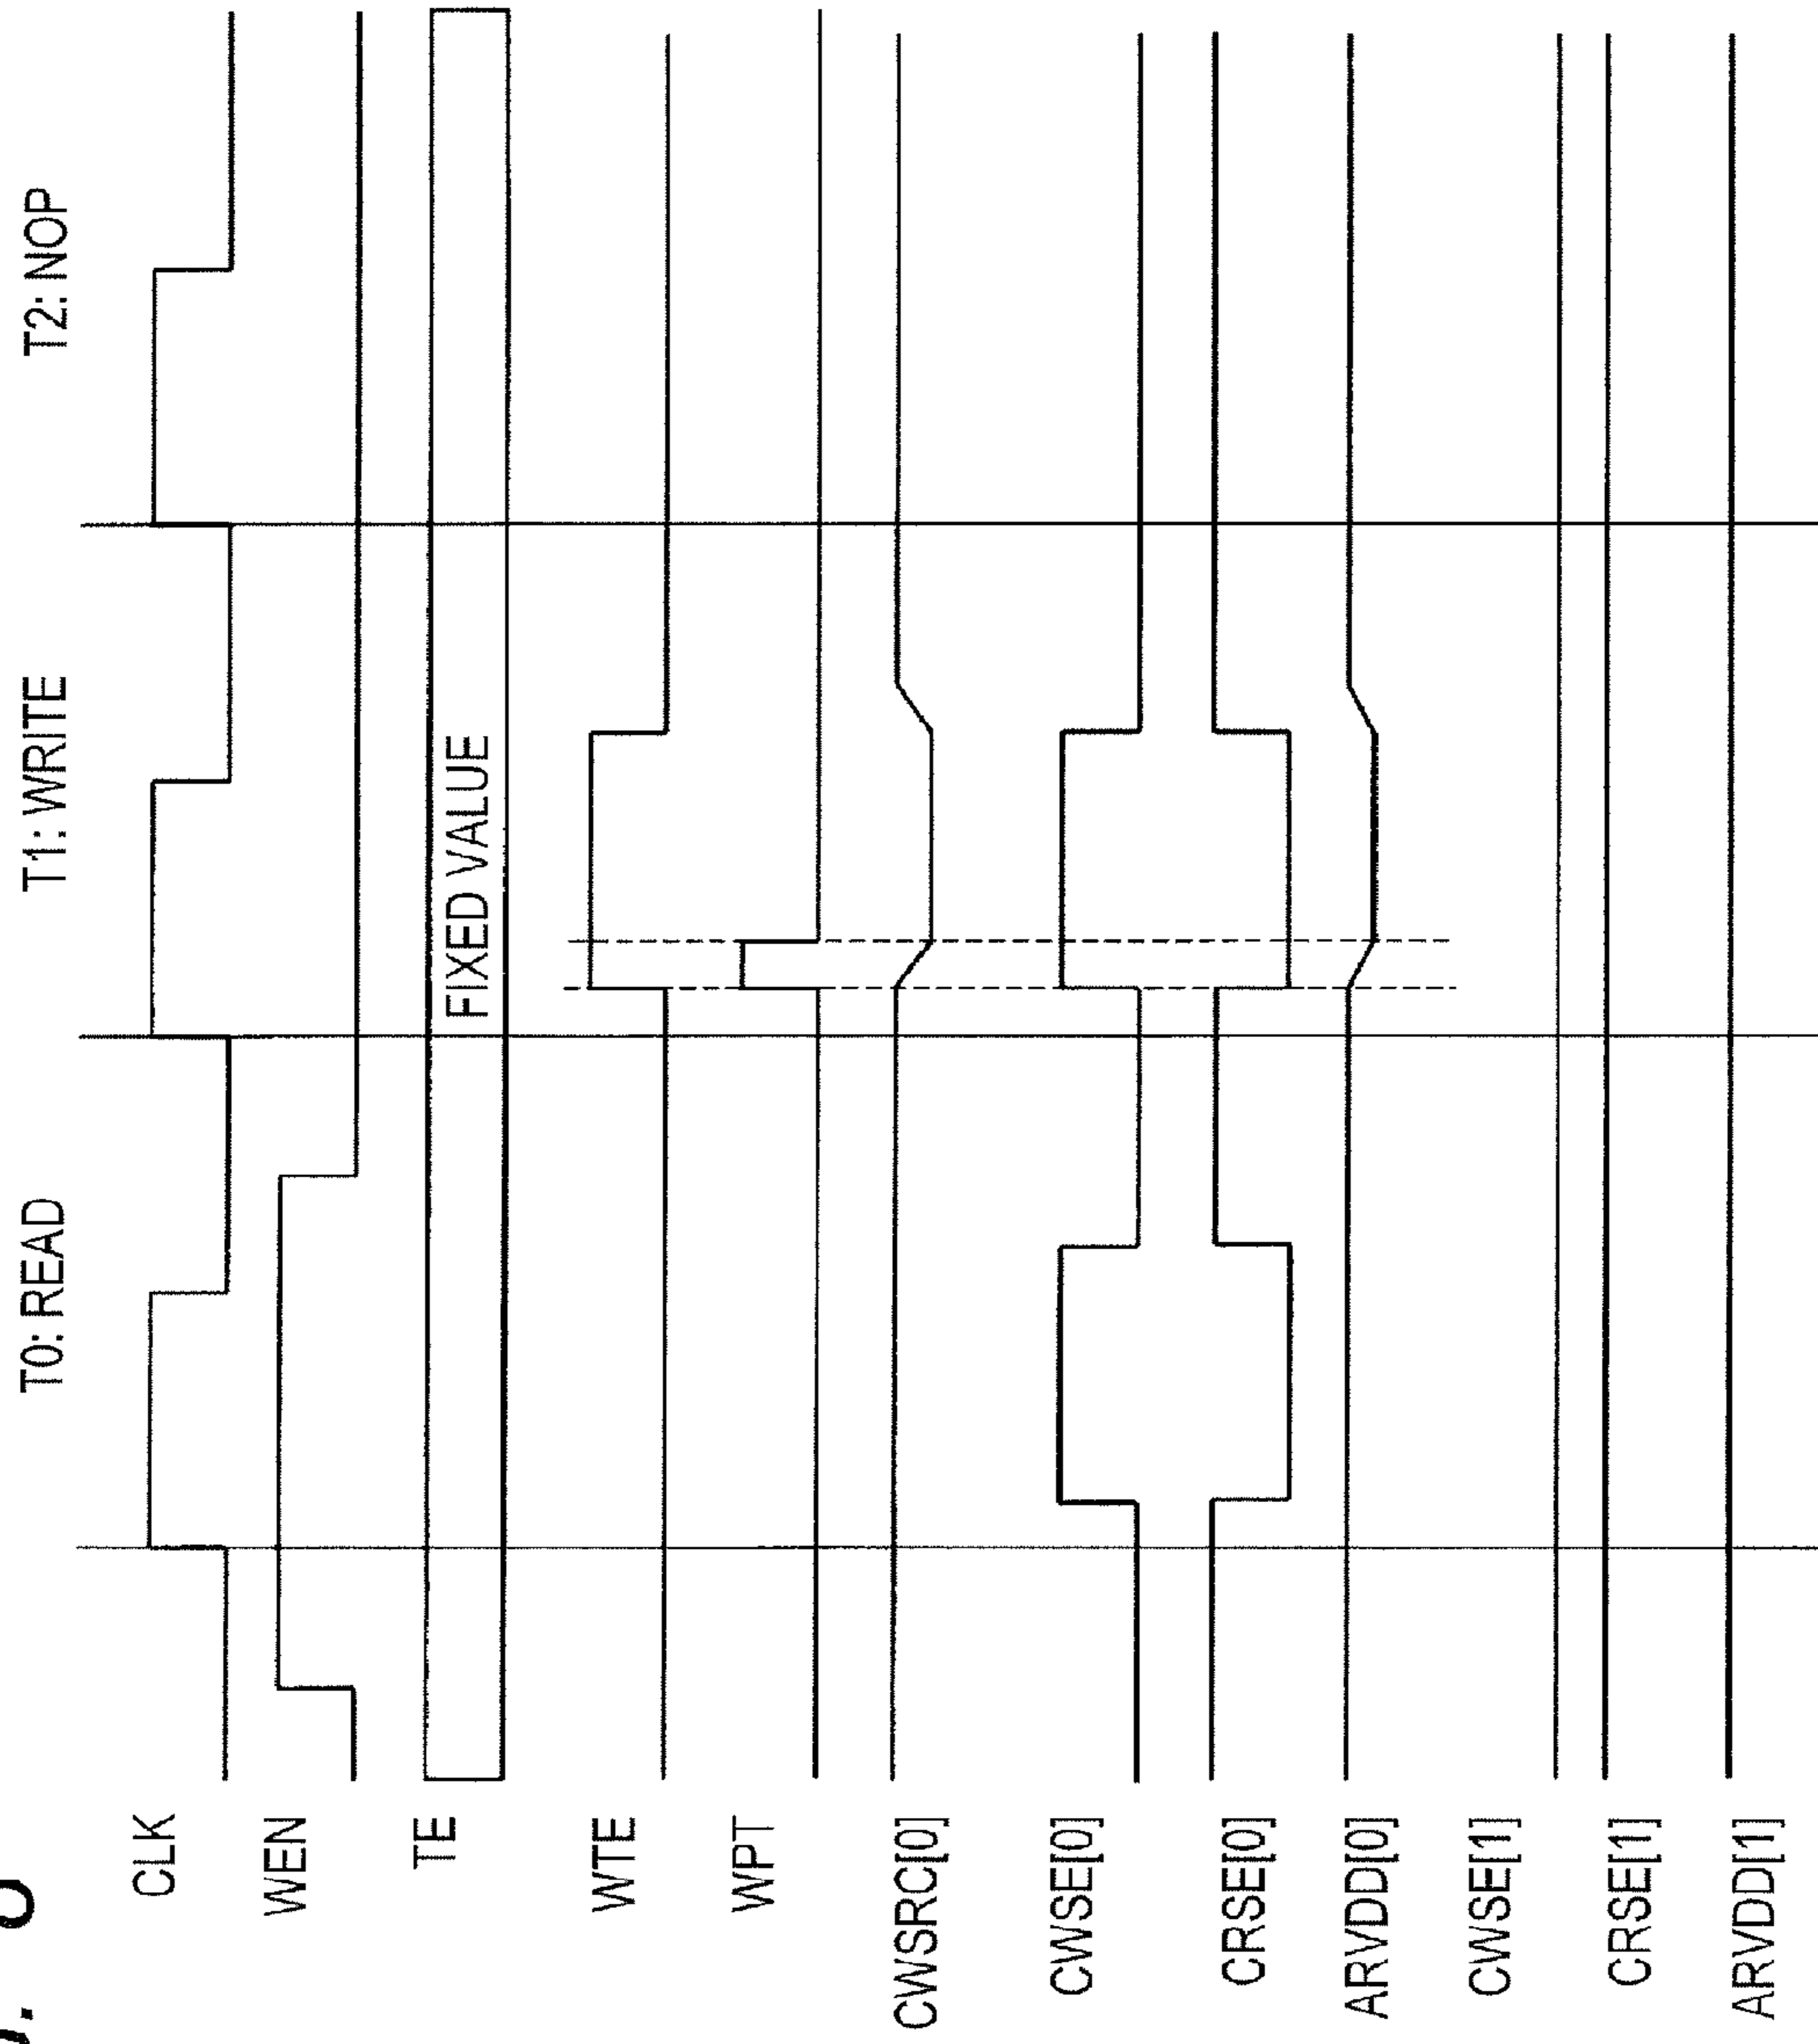 T0: READ
T1: WRITE
T2: NOP
CLK
WEN
TE
FIXED VALUE
WTE
WPT
CWSRC[0]
CWSE[0]
CRSE[0]
ARVDD[0]
CWSE[1]
CRSE[1]
ARVDD[1]